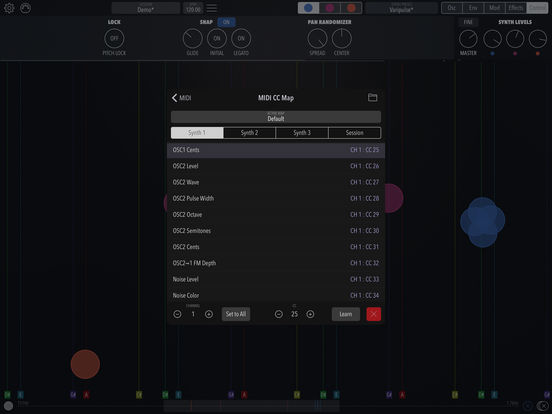 Demo*
120.00
Vanpulse*
Osc
Env
Mod
Effects
Control
LOCK
SNAP
ON
PAN RANDOMIZER
FINE
SYNTH LEVELS
OFF
ON
ON
PITCH LOCK
GLIDE
INITIAL
LEGATO
SPREAD
CENTER
MASTER
MIDI
MIDI CC Map
ACTIVE MAP
Default
Synth 1
Synth 2
Synth 3
Session
OSC1 Cents
CH 1 : CC 25
OSC2 Level
CH 1 : CC 26
OSC2 Wave
CH 1 : CC 27
OSC2 Pulse Width
CH 1 : CC 28
OSC2 Octave
CH 1 : CC 29
OSC2 Semitones
CH 1 : CC 30
OSC2 Cents
CH 1 : CC 31
OSC2→1 FM Depth
CH 1 : CC 32
Noise Level
CH 1 : CC 33
Noise Color
CH 1 : CC 34
CHANNEL
1
Set to All
CC
25
Learn